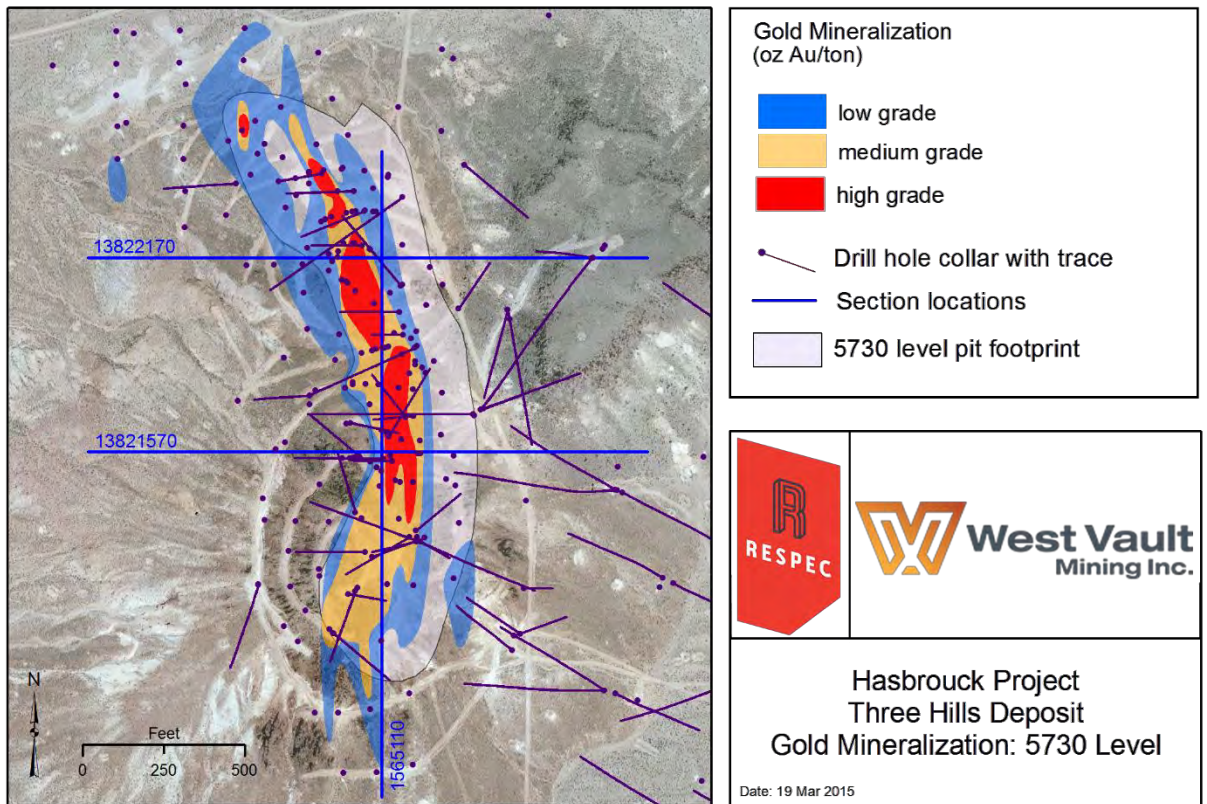 13822170
13821570
1565110
N
Feet
0 250 500
Gold Mineralization
(oz Au/ton)
low grade
medium grade
high grade
Drill hole collar with trace
Section locations
5730 level pit footprint
R
RESPEC
West Vault
Mining Inc.
Hasbrouck Project
Three Hills Deposit
Gold Mineralization: 5730 Level
Date: 19 Mar 2015